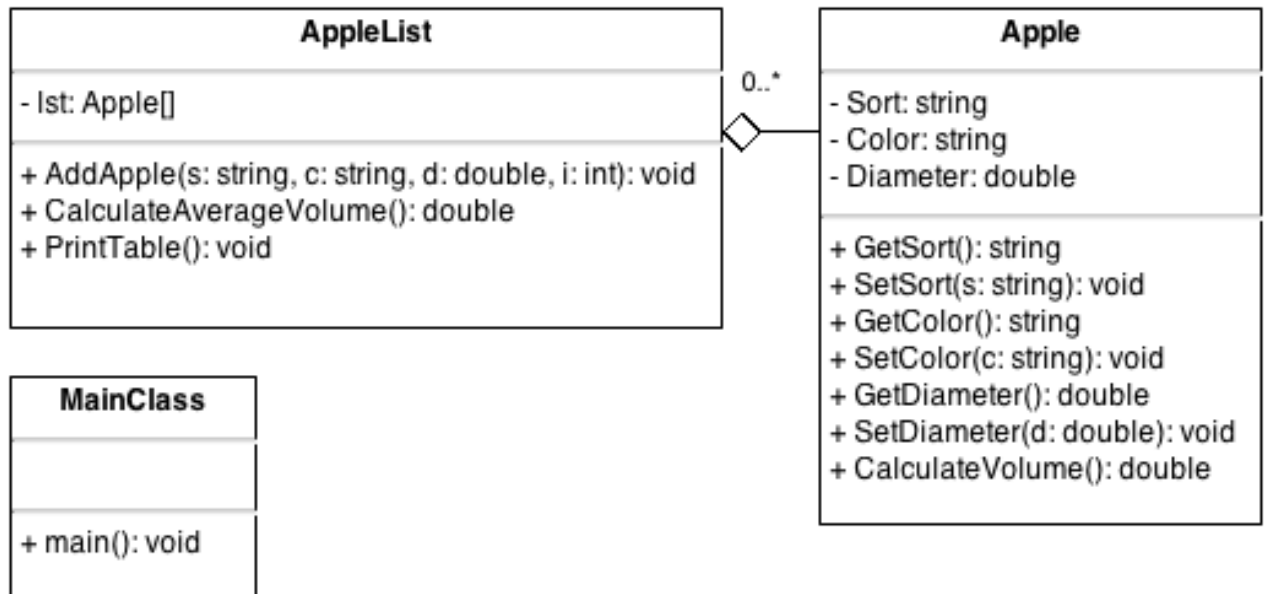 AppleList
- lst: Apple[]
+ AddApple(s: string, c: string, d: double, i: int): void
+ CalculateAverageVolume(): double
+ PrintTable(): void
0..*
Apple
- Sort: string
- Color: string
- Diameter: double
+ GetSort(): string
+ SetSort(s: string): void
+ GetColor(): string
+ SetColor(c: string): void
+ GetDiameter(): double
+ SetDiameter(d: double): void
+ CalculateVolume(): double
MainClass
+ main(): void